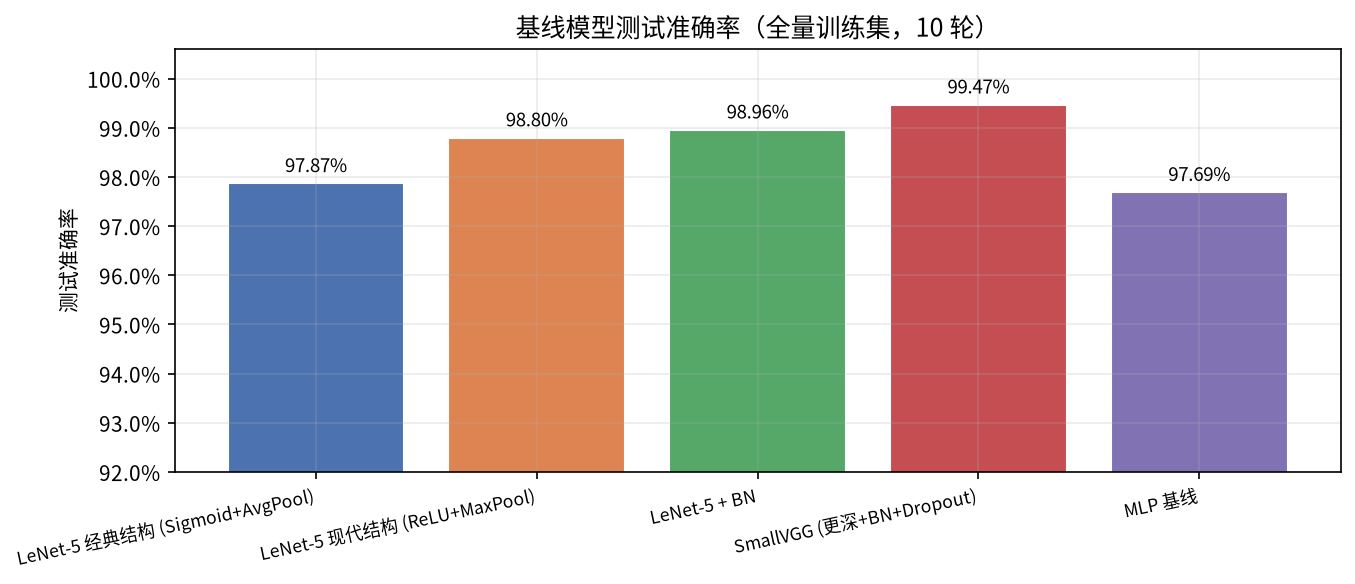 基线模型测试准确率（全量训练集，10 轮）
测试准确率
100.0%
99.0%
98.0%
97.0%
96.0%
95.0%
94.0%
93.0%
92.0%
97.87%
98.80%
98.96%
99.47%
97.69%
LeNet-5 经典结构 (Sigmoid+AvgPool)
LeNet-5 现代结构 (ReLU+MaxPool)
LeNet-5 + BN
SmallVGG (更深+BN+Dropout)
MLP 基线